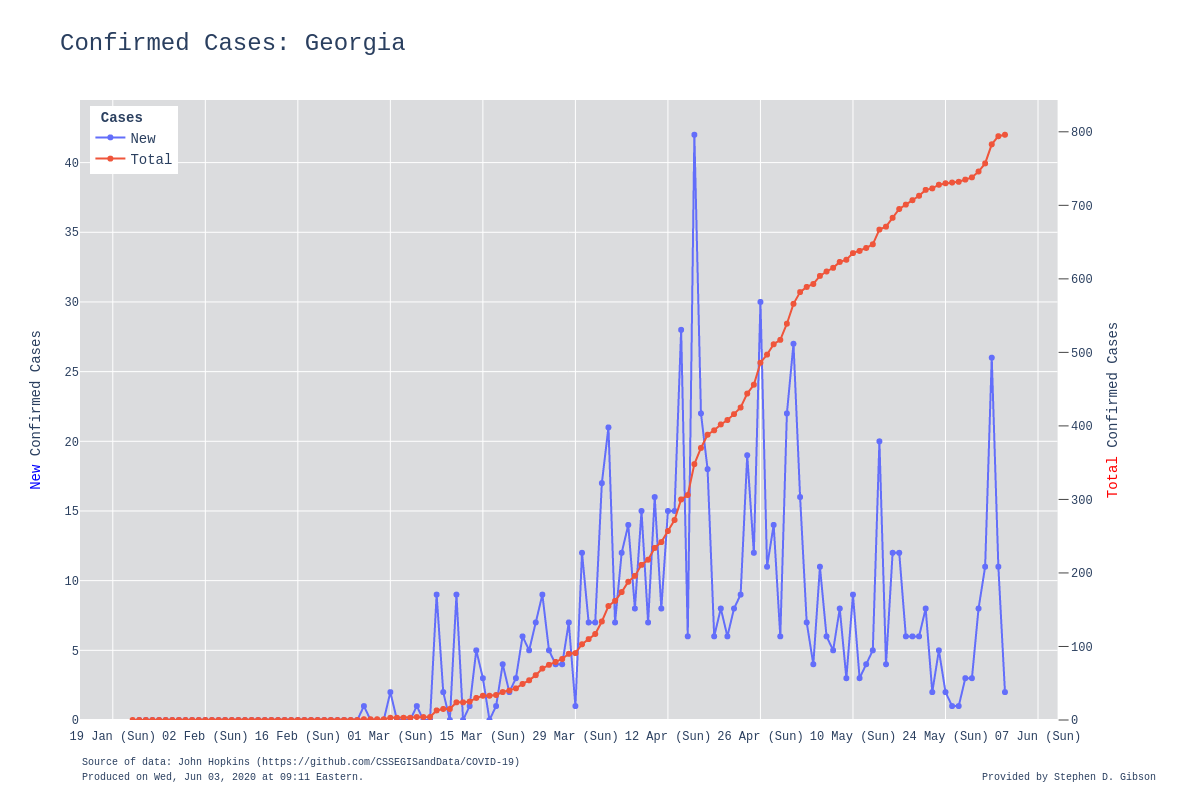 Confirmed Cases: Georgia
Cases
New
Total
40
35
30
25
20
15
10
5
0
800
700
600
500
400
300
200
100
0
New Confirmed Cases
Total Confirmed Cases
19 Jan (Sun) 02 Feb (Sun) 16 Feb (Sun) 01 Mar (Sun) 15 Mar (Sun) 29 Mar (Sun) 12 Apr (Sun) 26 Apr (Sun) 10 May (Sun) 24 May (Sun) 07 Jun (Sun)
Source of data: John Hopkins (https://github.com/CSSEGISandData/COVID-19)
Produced on Wed, Jun 03, 2020 at 09:11 Eastern.
Provided by Stephen D. Gibson